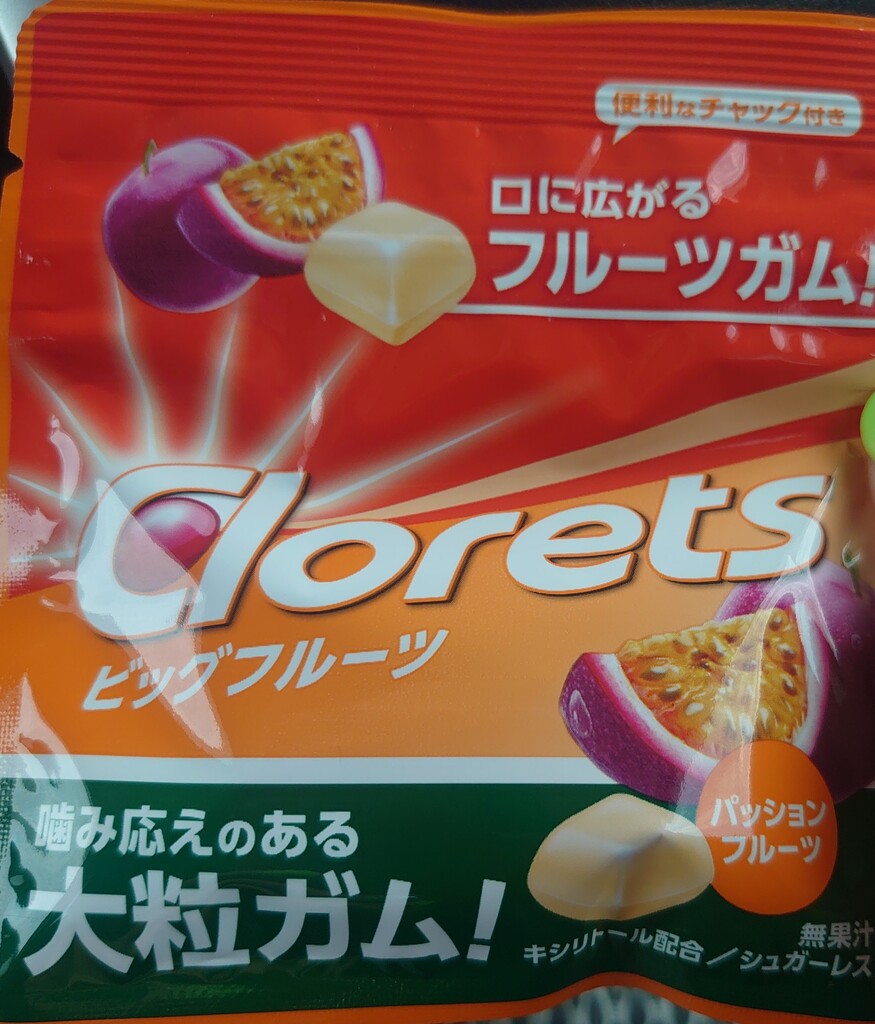 便利なチャック付き
口に広がる
フルーツガム!
Clorets
ビッグフルーツ
噛み応えのある
大粒ガム!
パッション
フルーツ
無果汁
キシリトール配合/シュガーレス